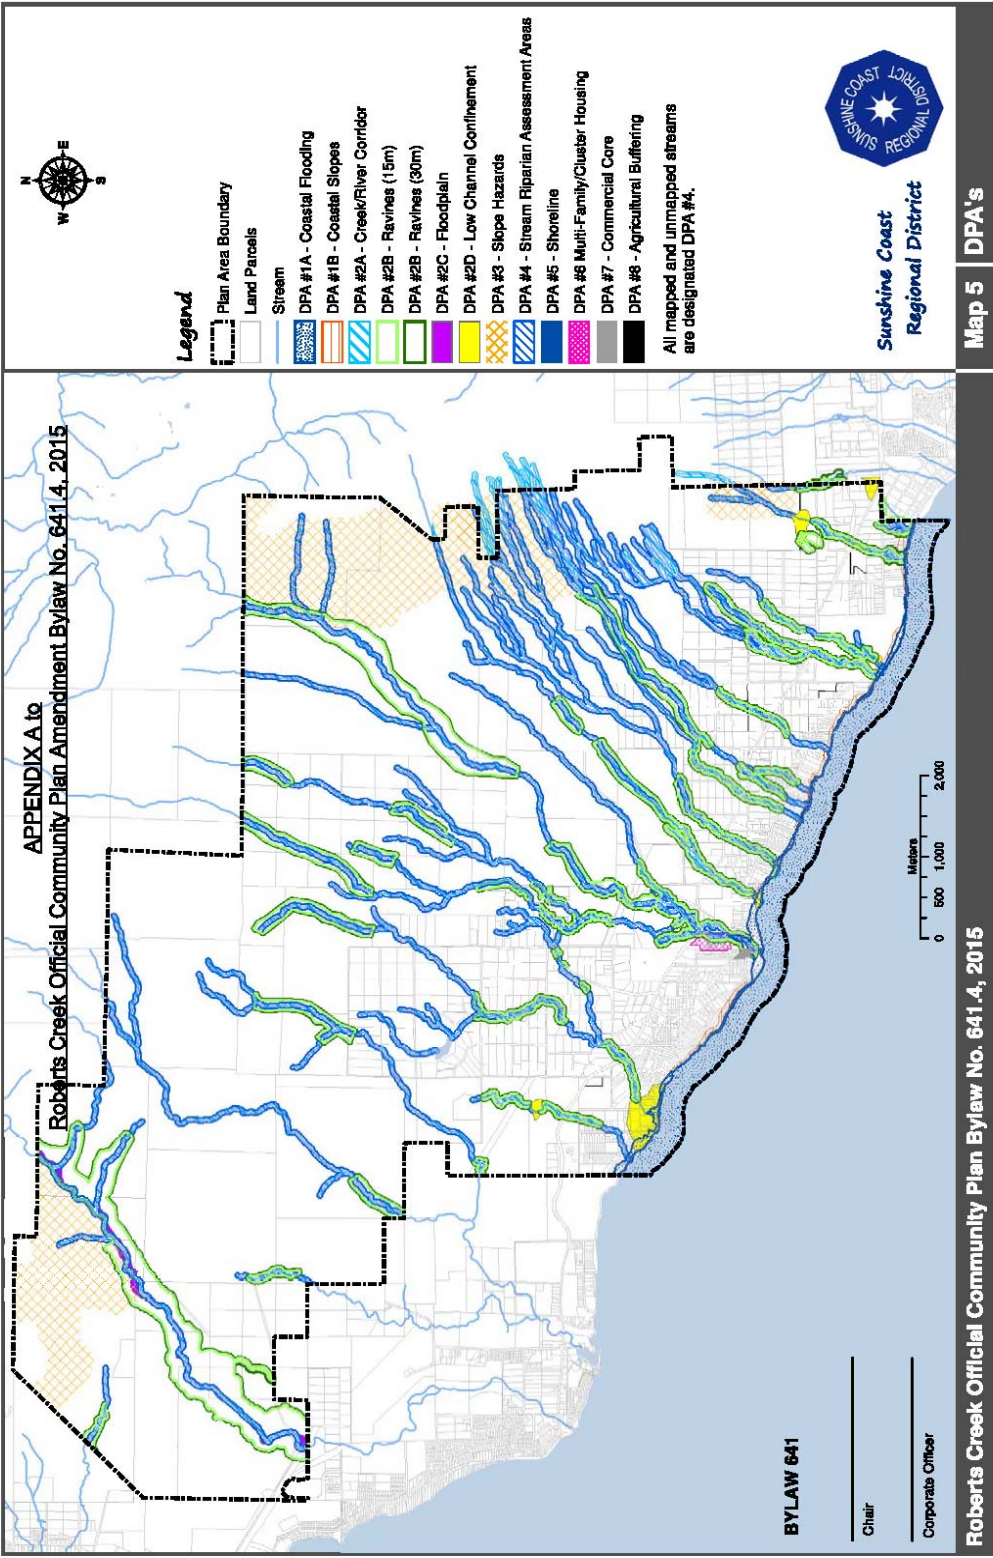 APPENDIX A to
Roberts Creek Official Community Plan Amendment Bylaw No. 641.4, 2015
N
W
E
S
Legend
Plan Area Boundary
Land Parcels
Stream
DPA #1A - Coastal Flooding
DPA #1B - Coastal Slopes
DPA #2A - Creek/River Corridor
DPA #2B - Ravines (15m)
DPA #2B - Ravines (30m)
DPA #2C - Floodplain
DPA #2D - Low Channel Confinement
DPA #3 - Slope Hazards
DPA #4 - Stream Riparian Assessment Areas
DPA #5 - Shoreline
DPA #6 Multi-Family/Cluster Housing
DPA #7 - Commercial Core
DPA #8 - Agricultural Buffering
All mapped and unmapped streams
are designated DPA #4.
Sunshine Coast
Regional District
SUNSHINE COAST
REGIONAL DISTRICT
Meters
0 500 1,000 2,000
BYLAW 641
Chair
Corporate Officer
Roberts Creek Official Community Plan Bylaw No. 641.4, 2015
Map 5
DPA's